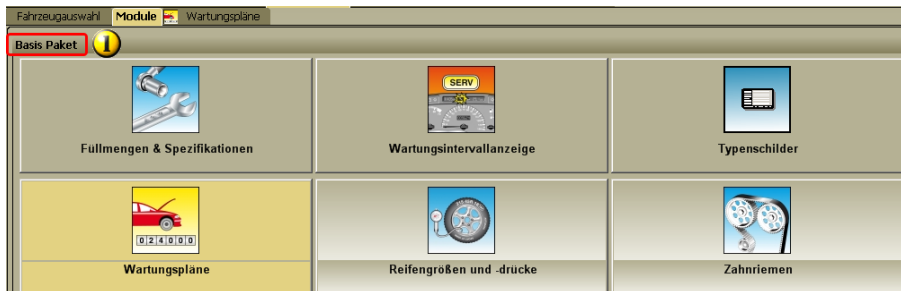 Fahrzeugauswahl Module Wartungspläne
Basis Paket 1
SERV
Füllmengen & Spezifikationen Wartungsintervallanzeige Typenschilder
024000
Wartungspläne Reifengrößen und -drücke Zahnriemen